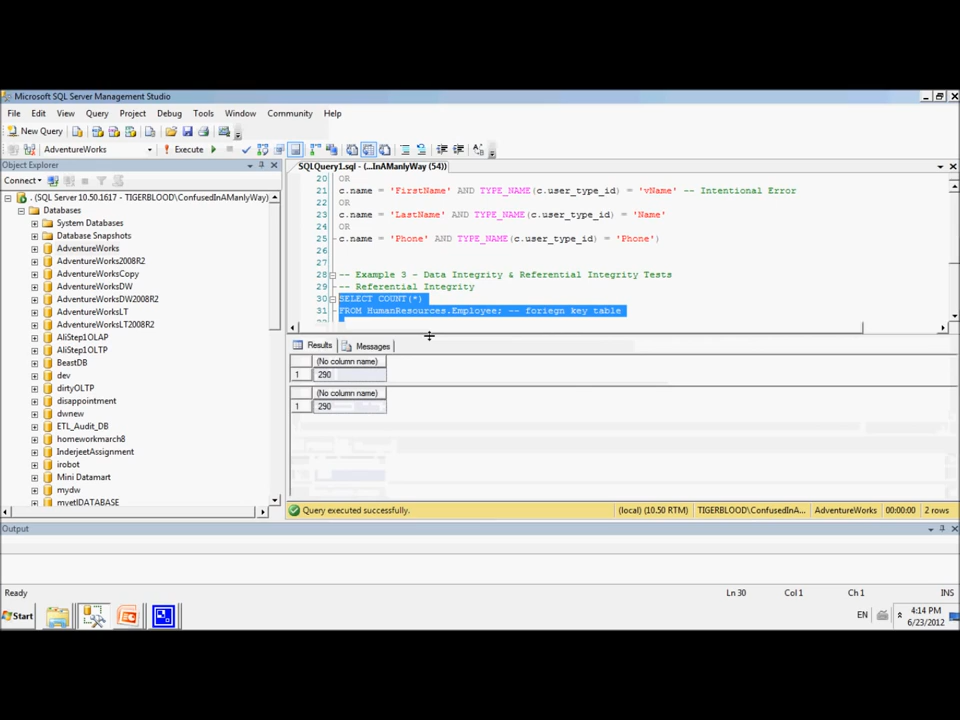 Microsoft SQL Server Management Studio
File Edit View Query Project Debug Tools Window Community Help
New Query
AdventureWorks Execute
Object Explorer
SQLQuery1.sql - (...InAManlyWay (54))
Connect
. (SQL Server 10.50.1617 - TIGERBLOOD\ConfusedInAManlyWay)
Databases
System Databases
Database Snapshots
AdventureWorks
AdventureWorks2008R2
AdventureWorksCopy
AdventureWorksDW
AdventureWorksDW2008R2
AdventureWorksLT
AdventureWorksLT2008R2
AliStep1OLAP
AliStep1OLTP
BeastDB
dev
dirtyOLTP
disappointment
dwnew
ETL_Audit_DB
homeworkmarch8
InderjeetAssignment
irobot
Mini Datamart
mydw
myetlDATABASE
20 OR
21 c.name = 'FirstName' AND TYPE_NAME(c.user_type_id) = 'vName' -- Intentional Error
22 OR
23 c.name = 'LastName' AND TYPE_NAME(c.user_type_id) = 'Name'
24 OR
25 c.name = 'Phone' AND TYPE_NAME(c.user_type_id) = 'Phone')
26
27
28 -- Example 3 - Data Integrity & Referential Integrity Tests
29 -- Referential Integrity
30 SELECT COUNT(*)
31 FROM HumanResources.Employee; -- foriegn key table
Results Messages
(No column name)
1 290
(No column name)
1 290
Query executed successfully. (local) (10.50 RTM) TIGERBLOOD\ConfusedInA... AdventureWorks 00:00:00 2 rows
Output
Ready Ln 30 Col 1 Ch 1 INS
Start EN 4:14 PM
6/23/2012